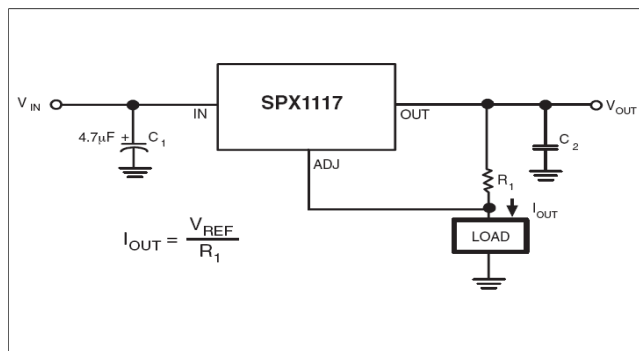 V IN
IN
SPX1117
OUT
V OUT
4.7µF + C 1
ADJ
R 1
C 2
I OUT
LOAD
I OUT = V REF / R 1